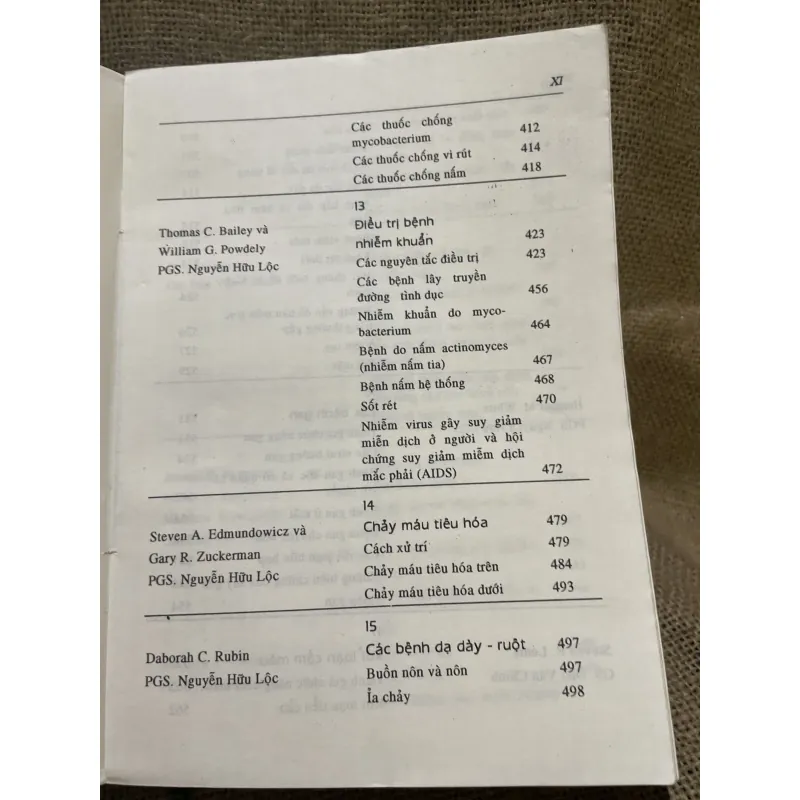 XI
Các thuốc chống
mycobacterium 412
Các thuốc chống vì rút 414
Các thuốc chống nấm 418
13
Thomas C. Bailey và
William G. Powdely
PGS. Nguyễn Hữu Lộc
Điều trị bệnh
nhiễm khuẩn 423
Các nguyên tắc điều trị 423
Các bệnh lây truyền
đường tình dục 456
Nhiễm khuẩn do myco-
bacterium 464
Bệnh do nấm actinomyces
(nhiễm nấm tia) 467
Bệnh nấm hệ thống 468
Sốt rét 470
Nhiễm virus gây suy giảm
miễn dịch ở người và hội
chứng suy giảm miễm dịch
mắc phải (AIDS) 472
14
Steven A. Edmundowicz và
Gary R. Zuckerman
PGS. Nguyễn Hữu Lộc
Chảy máu tiêu hóa 479
Cách xử trí 479
Chảy máu tiêu hóa trên 484
Chảy máu tiêu hóa dưới 493
15
Daborah C. Rubin
PGS. Nguyễn Hữu Lộc
Các bệnh dạ dày - ruột 497
Buồn nôn và nôn 497
Ỉa chảy 498